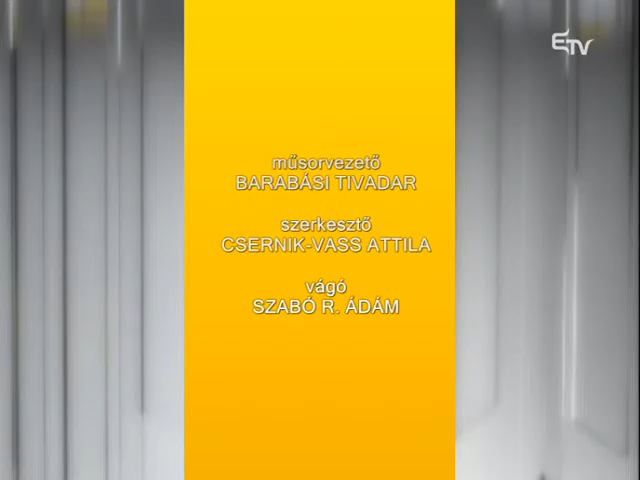 ETV
műsorvezető
BARABÁSI TIVADAR
szerkesztő
CSERNIK-VASS ATTILA
vágó
SZABÓ R. ÁDÁM